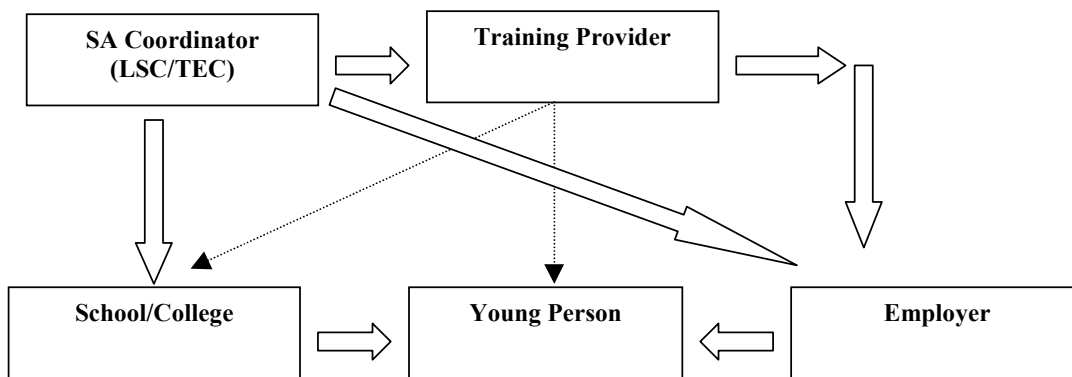 SA Coordinator
(LSC/TEC)
Training Provider
School/College
Young Person
Employer